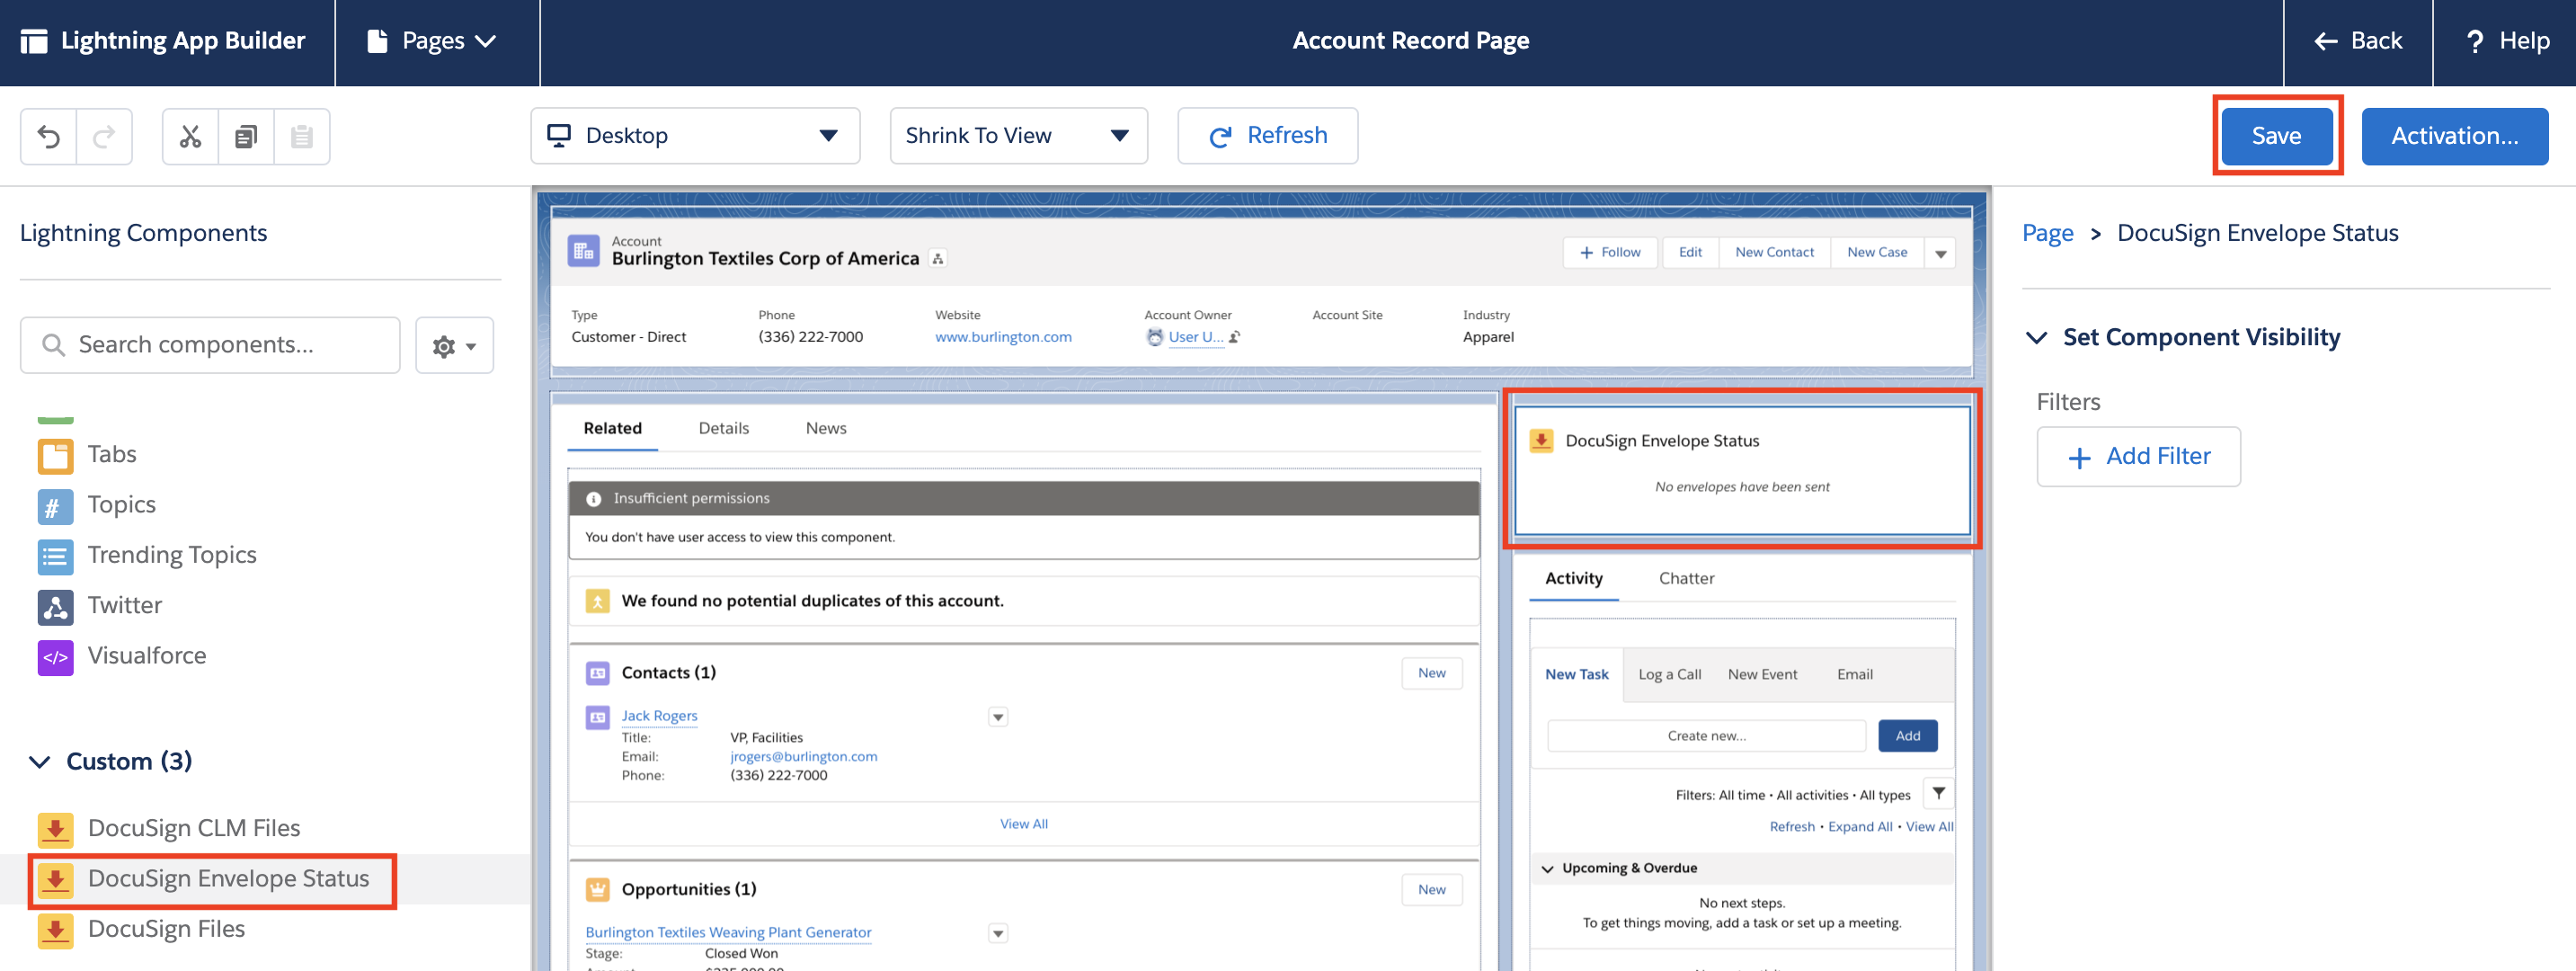 Lightning App Builder
Pages
Account Record Page
Back
? Help
Desktop
Shrink To View
Refresh
Save
Activation...
Lightning Components
Search components...
Tabs
# Topics
Trending Topics
Twitter
</> Visualforce
Custom (3)
DocuSign CLM Files
DocuSign Envelope Status
DocuSign Files
Account
Burlington Textiles Corp of America
+ Follow
Edit
New Contact
New Case
Type
Phone
Website
Account Owner
Account Site
Industry
Customer - Direct
(336) 222-7000
www.burlington.com
User U...
Apparel
Related
Details
News
Insufficient permissions
You don't have user access to view this component.
We found no potential duplicates of this account.
Contacts (1)
New
Jack Rogers
Title: VP, Facilities
Email: jrogers@burlington.com
Phone: (336) 222-7000
View All
Opportunities (1)
New
Burlington Textiles Weaving Plant Generator
Stage: Closed Won
DocuSign Envelope Status
No envelopes have been sent
Activity
Chatter
New Task
Log a Call
New Event
Email
Create new...
Add
Filters: All time • All activities • All types
Refresh • Expand All • View All
Upcoming & Overdue
No next steps.
To get things moving, add a task or set up a meeting.
Page > DocuSign Envelope Status
Set Component Visibility
Filters
+ Add Filter